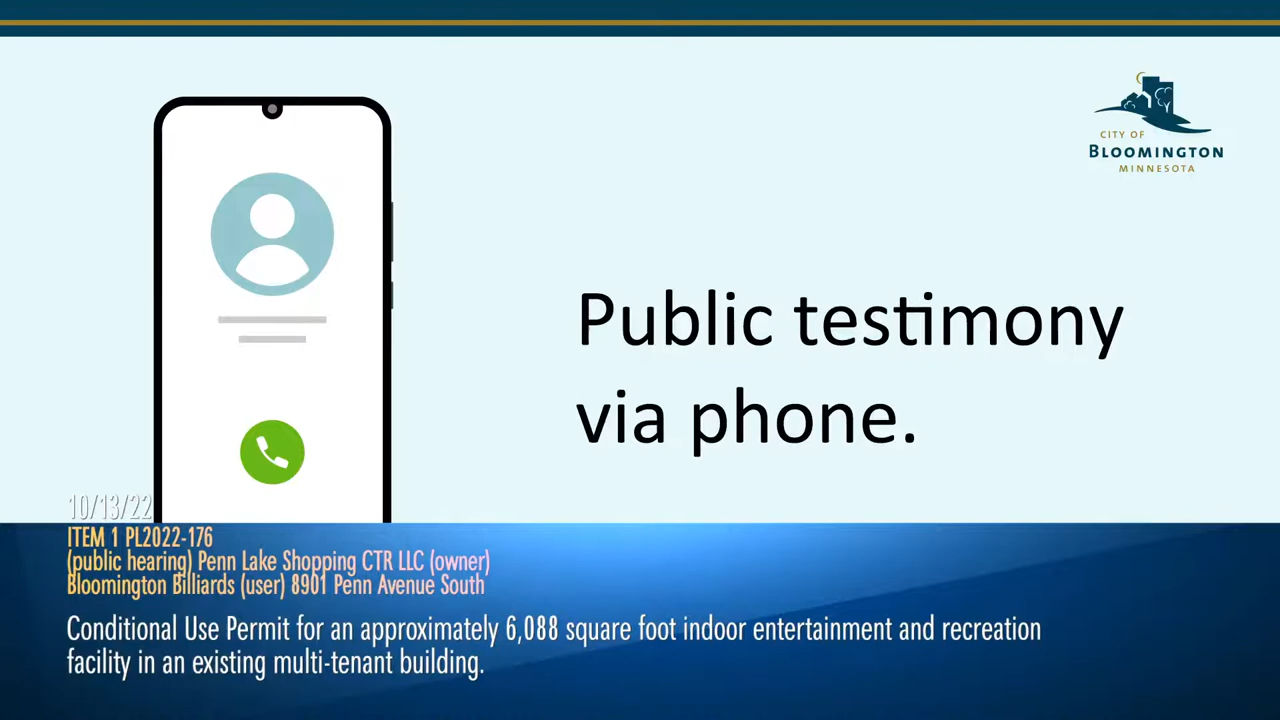 CITY OF
BLOOMINGTON
MINNESOTA
Public testimony
via phone.
10/13/22
ITEM 1 PL2022-176
(public hearing) Penn Lake Shopping CTR LLC (owner)
Bloomington Billiards (user) 8901 Penn Avenue South
Conditional Use Permit for an approximately 6,088 square foot indoor entertainment and recreation
facility in an existing multi-tenant building.